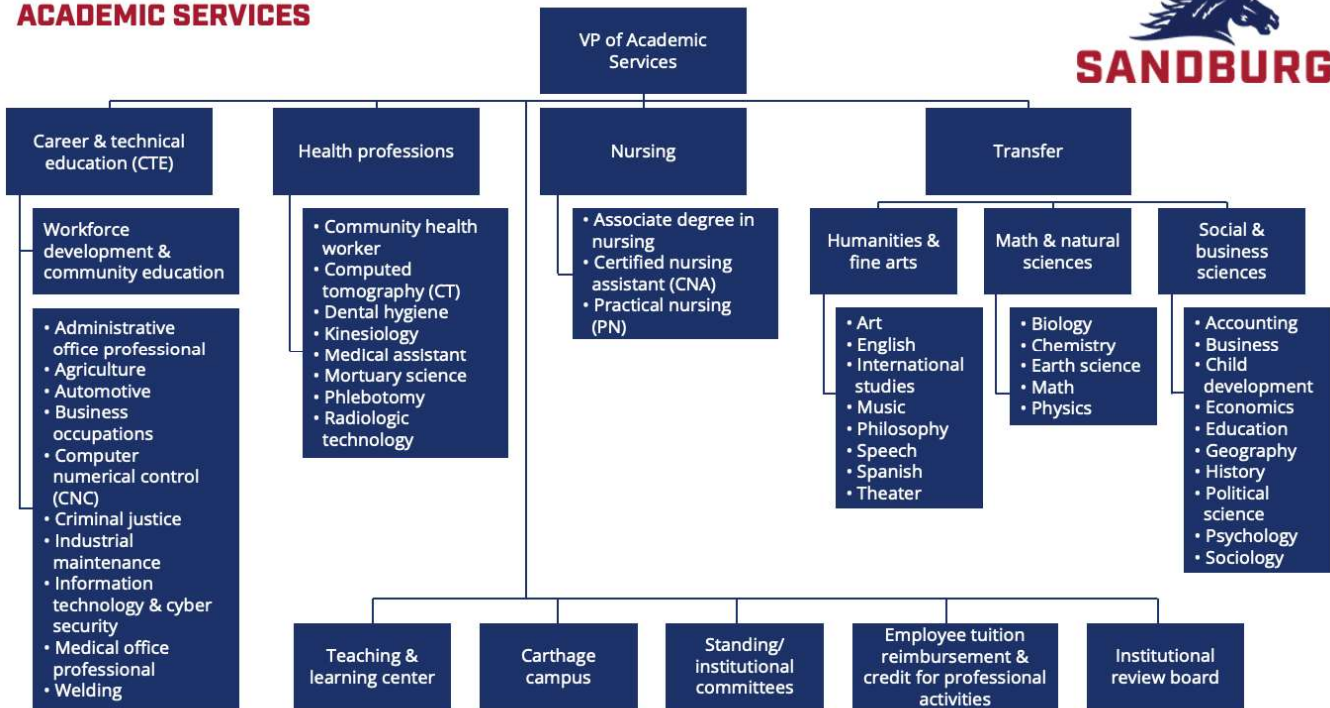 ACADEMIC SERVICES
SANDBURG
VP of Academic
Services
Career & technical
education (CTE)
Health professions
Nursing
Transfer
Workforce
development &
community education
• Administrative
office professional
• Agriculture
• Automotive
• Business
occupations
• Computer
numerical control
(CNC)
• Criminal justice
• Industrial
maintenance
• Information
technology & cyber
security
• Medical office
professional
• Welding
• Community health
worker
• Computed
tomography (CT)
• Dental hygiene
• Kinesiology
• Medical assistant
• Mortuary science
• Phlebotomy
• Radiologic
technology
• Associate degree in
nursing
• Certified nursing
assistant (CNA)
• Practical nursing
(PN)
Humanities &
fine arts
• Art
• English
• International
studies
• Music
• Philosophy
• Speech
• Spanish
• Theater
Math & natural
sciences
• Biology
• Chemistry
• Earth science
• Math
• Physics
Social &
business
sciences
• Accounting
• Business
• Child
development
• Economics
• Education
• Geography
• History
• Political
science
• Psychology
• Sociology
Teaching &
learning center
Carthage
campus
Standing/
institutional
committees
Employee tuition
reimbursement &
credit for professional
activities
Institutional
review board